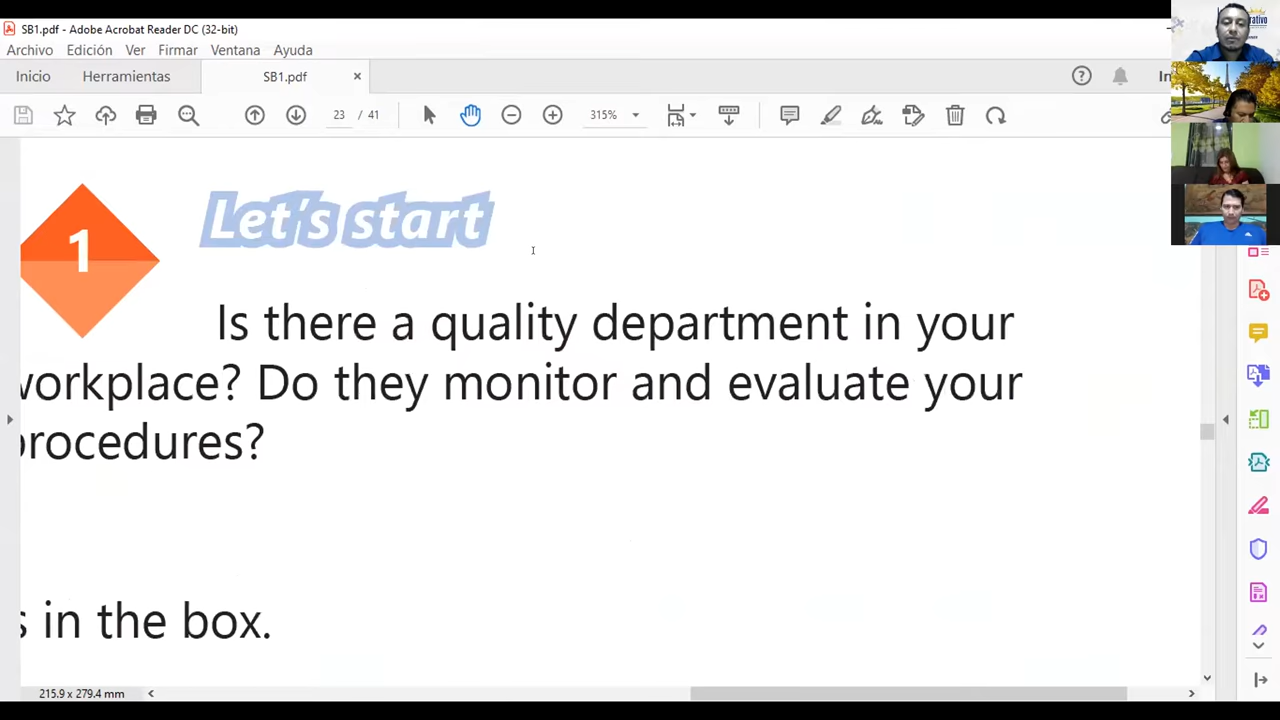 SB1.pdf - Adobe Acrobat Reader DC (32-bit)
Archivo Edición Ver Firmar Ventana Ayuda
Inicio Herramientas SB1.pdf ×
23 / 41 315%
1 Let's start
Is there a quality department in your
workplace? Do they monitor and evaluate your
procedures?
s in the box.
215.9 x 279.4 mm